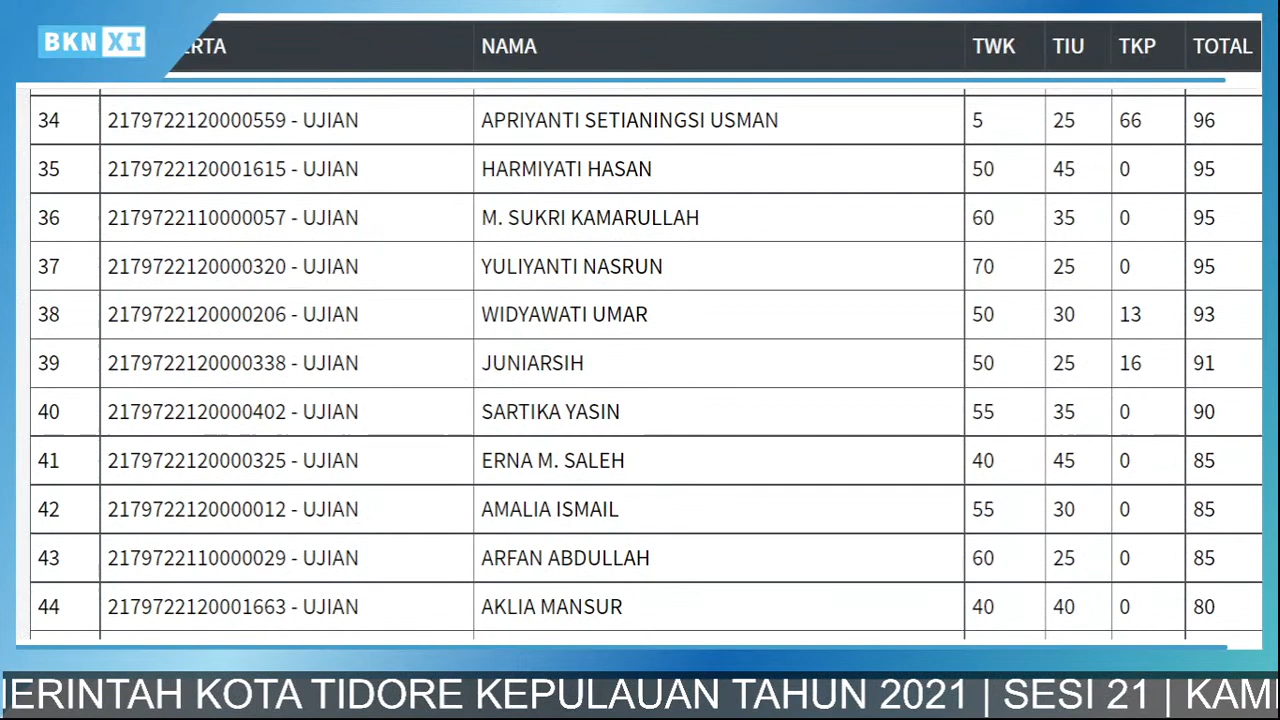 BKN XI
NAMA TWK TIU TKP TOTAL
34 2179722120000559 - UJIAN APRIYANTI SETIANINGSI USMAN 5 25 66 96
35 2179722120001615 - UJIAN HARMIYATI HASAN 50 45 0 95
36 2179722110000057 - UJIAN M. SUKRI KAMARULLAH 60 35 0 95
37 2179722120000320 - UJIAN YULIYANTI NASRUN 70 25 0 95
38 2179722120000206 - UJIAN WIDYAWATI UMAR 50 30 13 93
39 2179722120000338 - UJIAN JUNIARSIH 50 25 16 91
40 2179722120000402 - UJIAN SARTIKA YASIN 55 35 0 90
41 2179722120000325 - UJIAN ERNA M. SALEH 40 45 0 85
42 2179722120000012 - UJIAN AMALIA ISMAIL 55 30 0 85
43 2179722110000029 - UJIAN ARFAN ABDULLAH 60 25 0 85
44 2179722120001663 - UJIAN AKLIA MANSUR 40 40 0 80
MERINTAH KOTA TIDORE KEPULAUAN TAHUN 2021 | SESI 21 | KAM